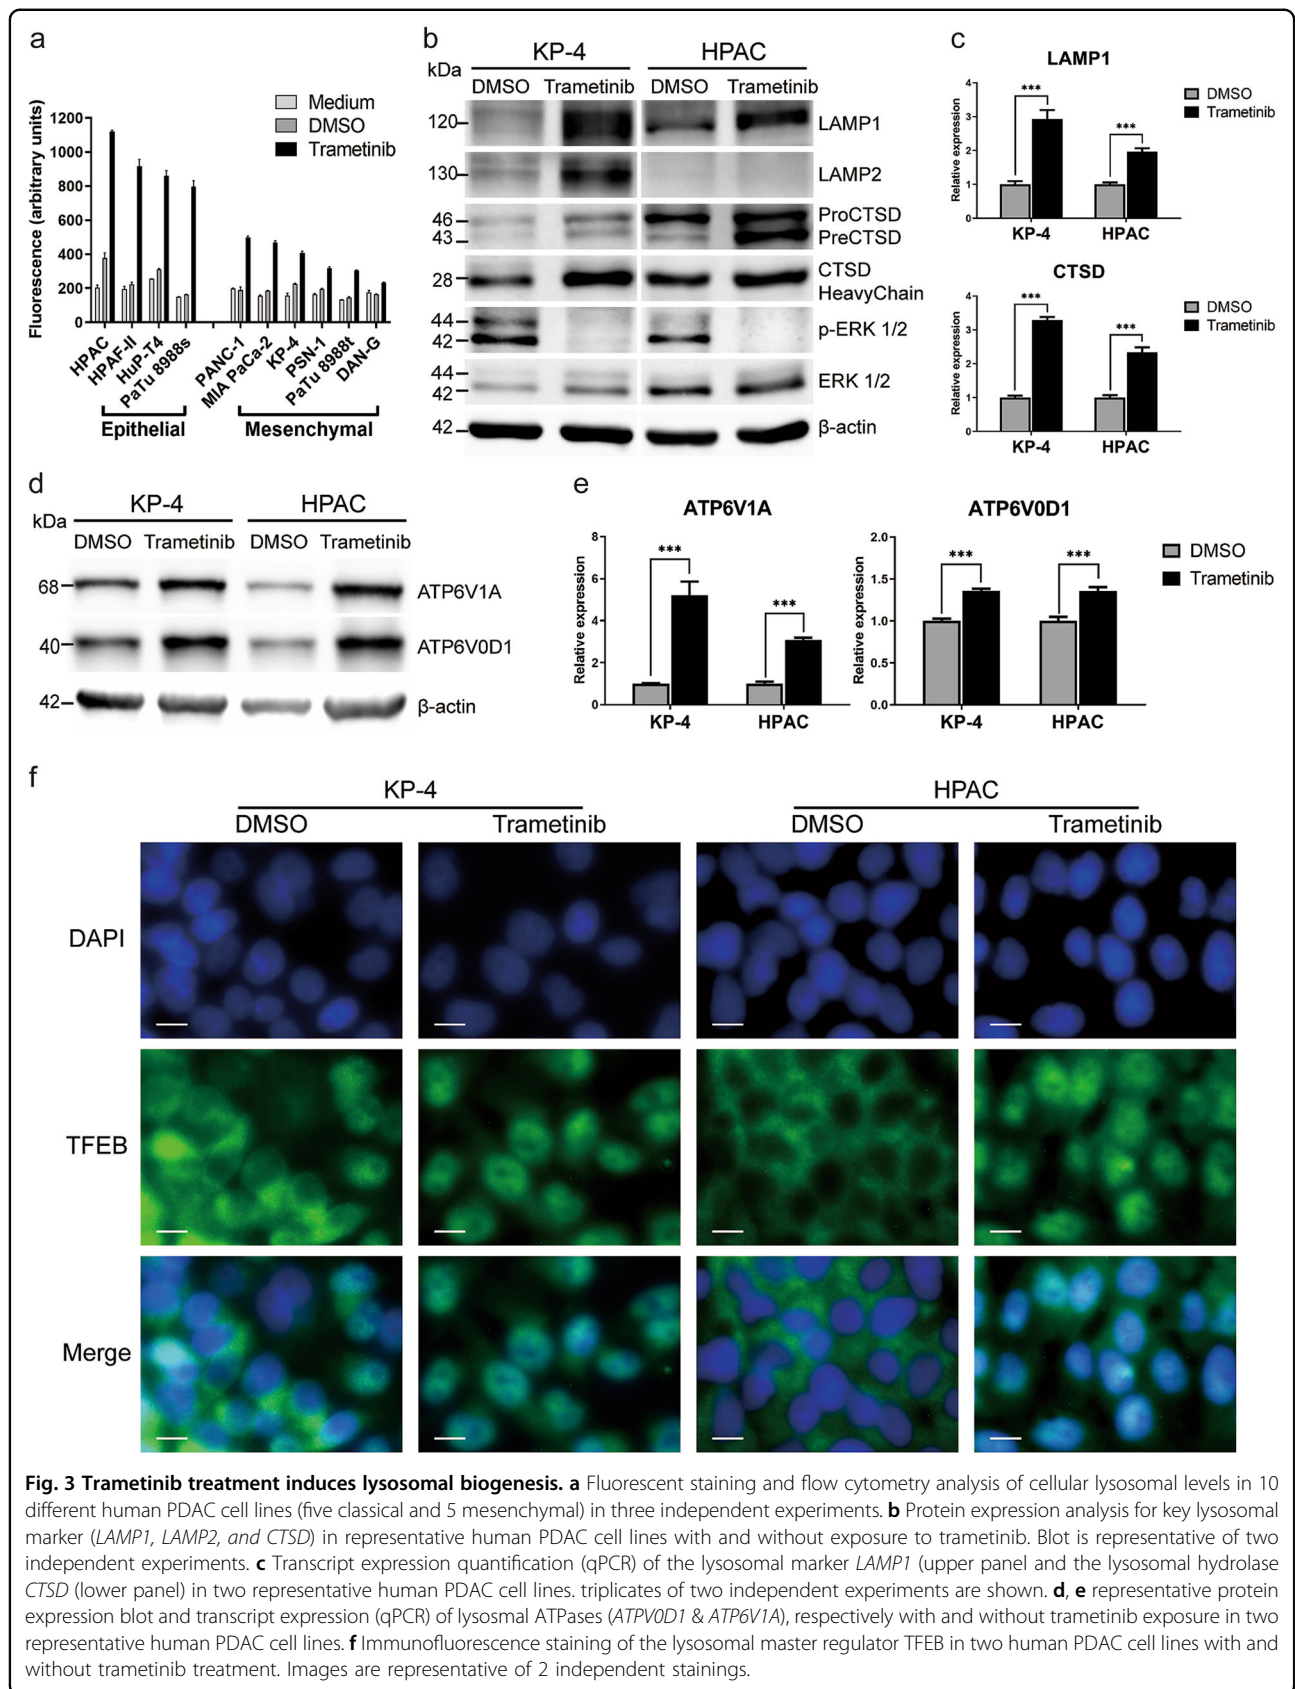 a
Fluorescence (arbitrary units)
1200
1000
800
600
400
200
0
Medium
DMSO
Trametinib
HPAC
HPAF-II
HuP-T4
PaTu 8988s
PANC-1
MIA PaCa-2
KP-4
PSN-1
PaTu 8988t
DAN-G
Epithelial
Mesenchymal
b
KP-4 HPAC
kDa
DMSO Trametinib DMSO Trametinib
120 LAMP1
130 LAMP2
46 ProCTSD
43 PreCTSD
28 CTSD
HeavyChain
44
42 p-ERK 1/2
44
42 ERK 1/2
42 β-actin
c
LAMP1
Relative expression
4
3
2
1
0
***
***
DMSO
Trametinib
KP-4 HPAC
CTSD
Relative expression
4
3
2
1
0
***
***
DMSO
Trametinib
KP-4 HPAC
d
KP-4 HPAC
kDa
DMSO Trametinib DMSO Trametinib
68 ATP6V1A
40 ATP6V0D1
42 β-actin
e
ATP6V1A
Relative expression
8
6
4
2
0
***
***
KP-4 HPAC
ATP6V0D1
Relative expression
2.0
1.5
1.0
0.5
0.0
***
***
KP-4 HPAC
DMSO
Trametinib
f
KP-4 HPAC
DMSO Trametinib DMSO Trametinib
DAPI
TFEB
Merge
Fig. 3 Trametinib treatment induces lysosomal biogenesis. a Fluorescent staining and flow cytometry analysis of cellular lysosomal levels in 10
different human PDAC cell lines (five classical and 5 mesenchymal) in three independent experiments. b Protein expression analysis for key lysosomal
marker (LAMP1, LAMP2, and CTSD) in representative human PDAC cell lines with and without exposure to trametinib. Blot is representative of two
independent experiments. c Transcript expression quantification (qPCR) of the lysosomal marker LAMP1 (upper panel and the lysosomal hydrolase
CTSD (lower panel) in two representative human PDAC cell lines. triplicates of two independent experiments are shown. d, e representative protein
expression blot and transcript expression (qPCR) of lysosmal ATPases (ATPV0D1 & ATP6V1A), respectively with and without trametinib exposure in two
representative human PDAC cell lines. f Immunofluorescence staining of the lysosomal master regulator TFEB in two human PDAC cell lines with and
without trametinib treatment. Images are representative of 2 independent stainings.